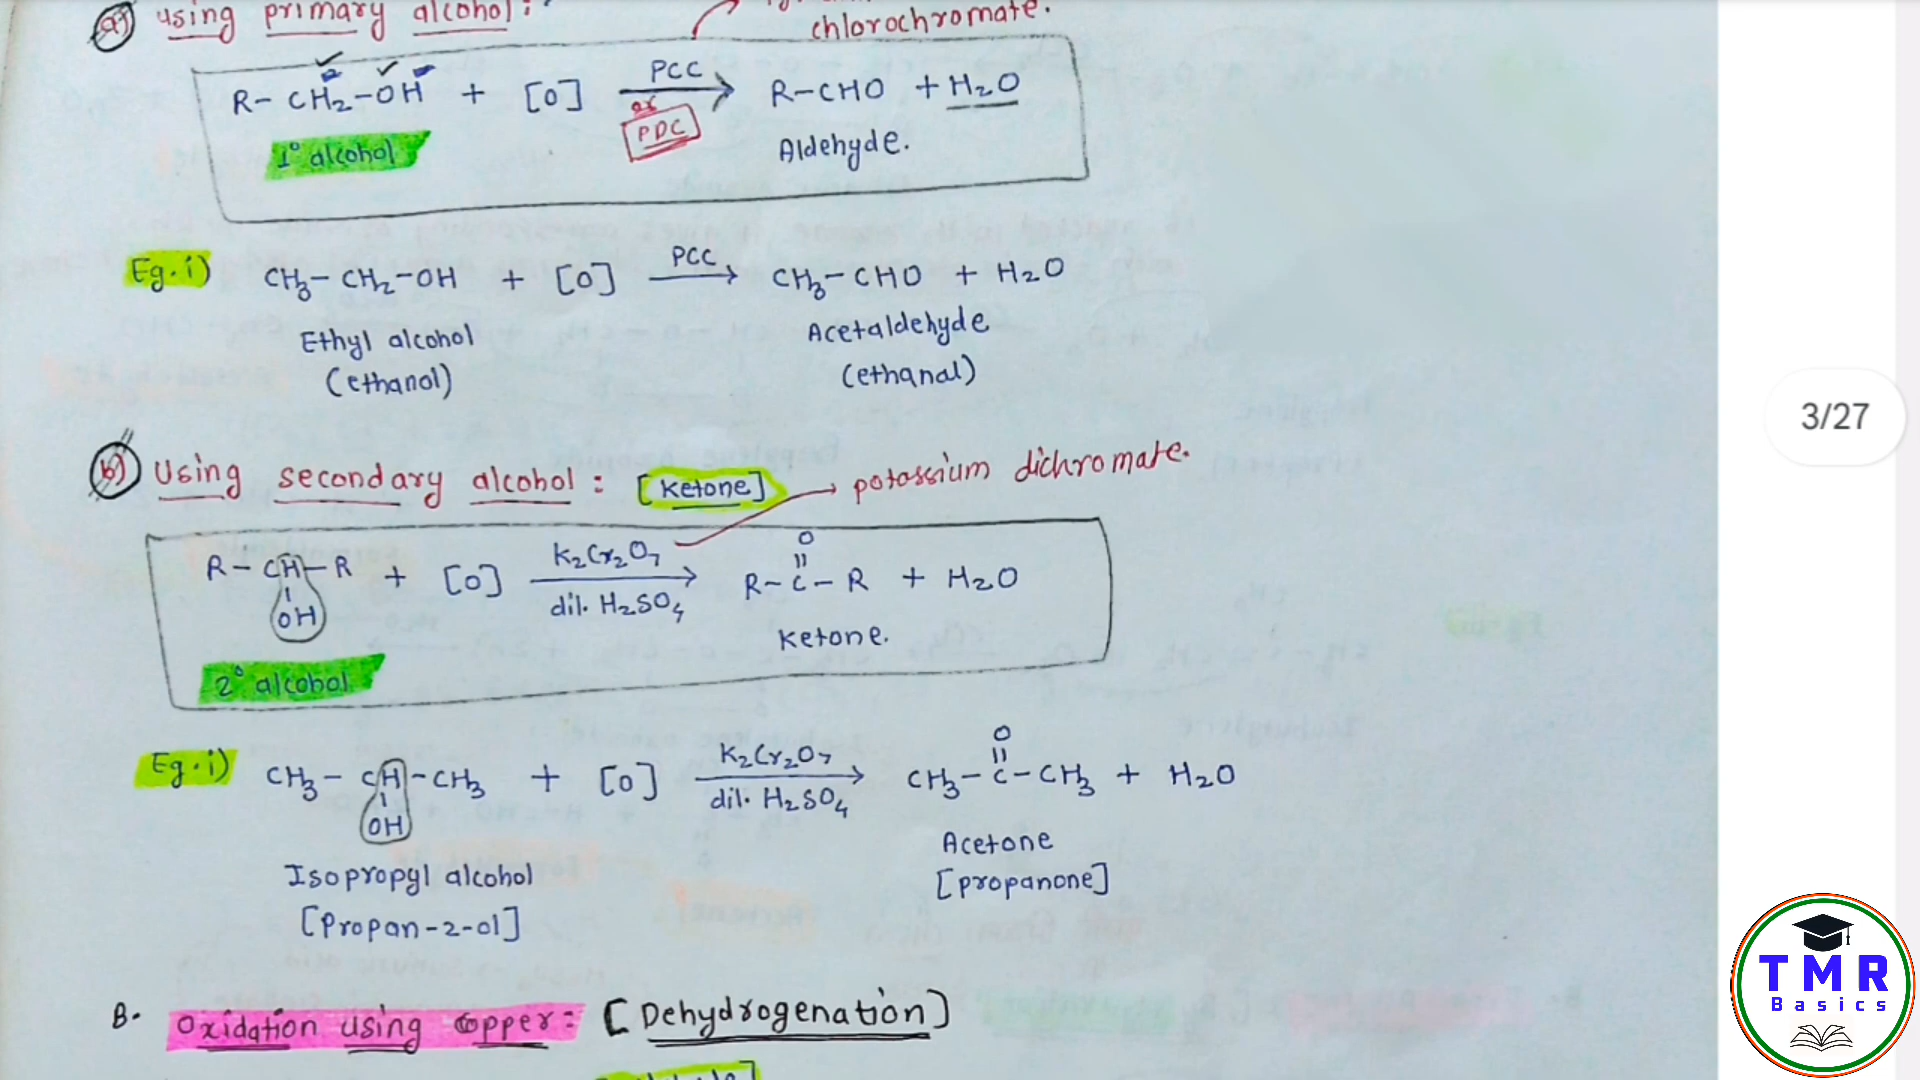 a) Using primary alcohol:
chlorochromate.
R-CH₂-OH + [O] PCC or PDC → R-CHO + H₂O
1° alcohol
Aldehyde.
Eg.i) CH₃-CH₂-OH + [O] PCC → CH₃-CHO + H₂O
Ethyl alcohol Acetaldehyde
(ethanol) (ethanal)
b) Using secondary alcohol: [Ketone] → potassium dichromate.
R-CH-R + [O] K₂Cr₂O₇ dil. H₂SO₄ → R-C-R + H₂O
OH O
Ketone.
2° alcohol
Eg.i) CH₃-CH-CH₃ + [O] K₂Cr₂O₇ dil. H₂SO₄ → CH₃-C-CH₃ + H₂O
OH O
Isopropyl alcohol Acetone
[Propan-2-ol] [propanone]
B. Oxidation using copper: [Dehydrogenation]
3/27
TMR
Basics